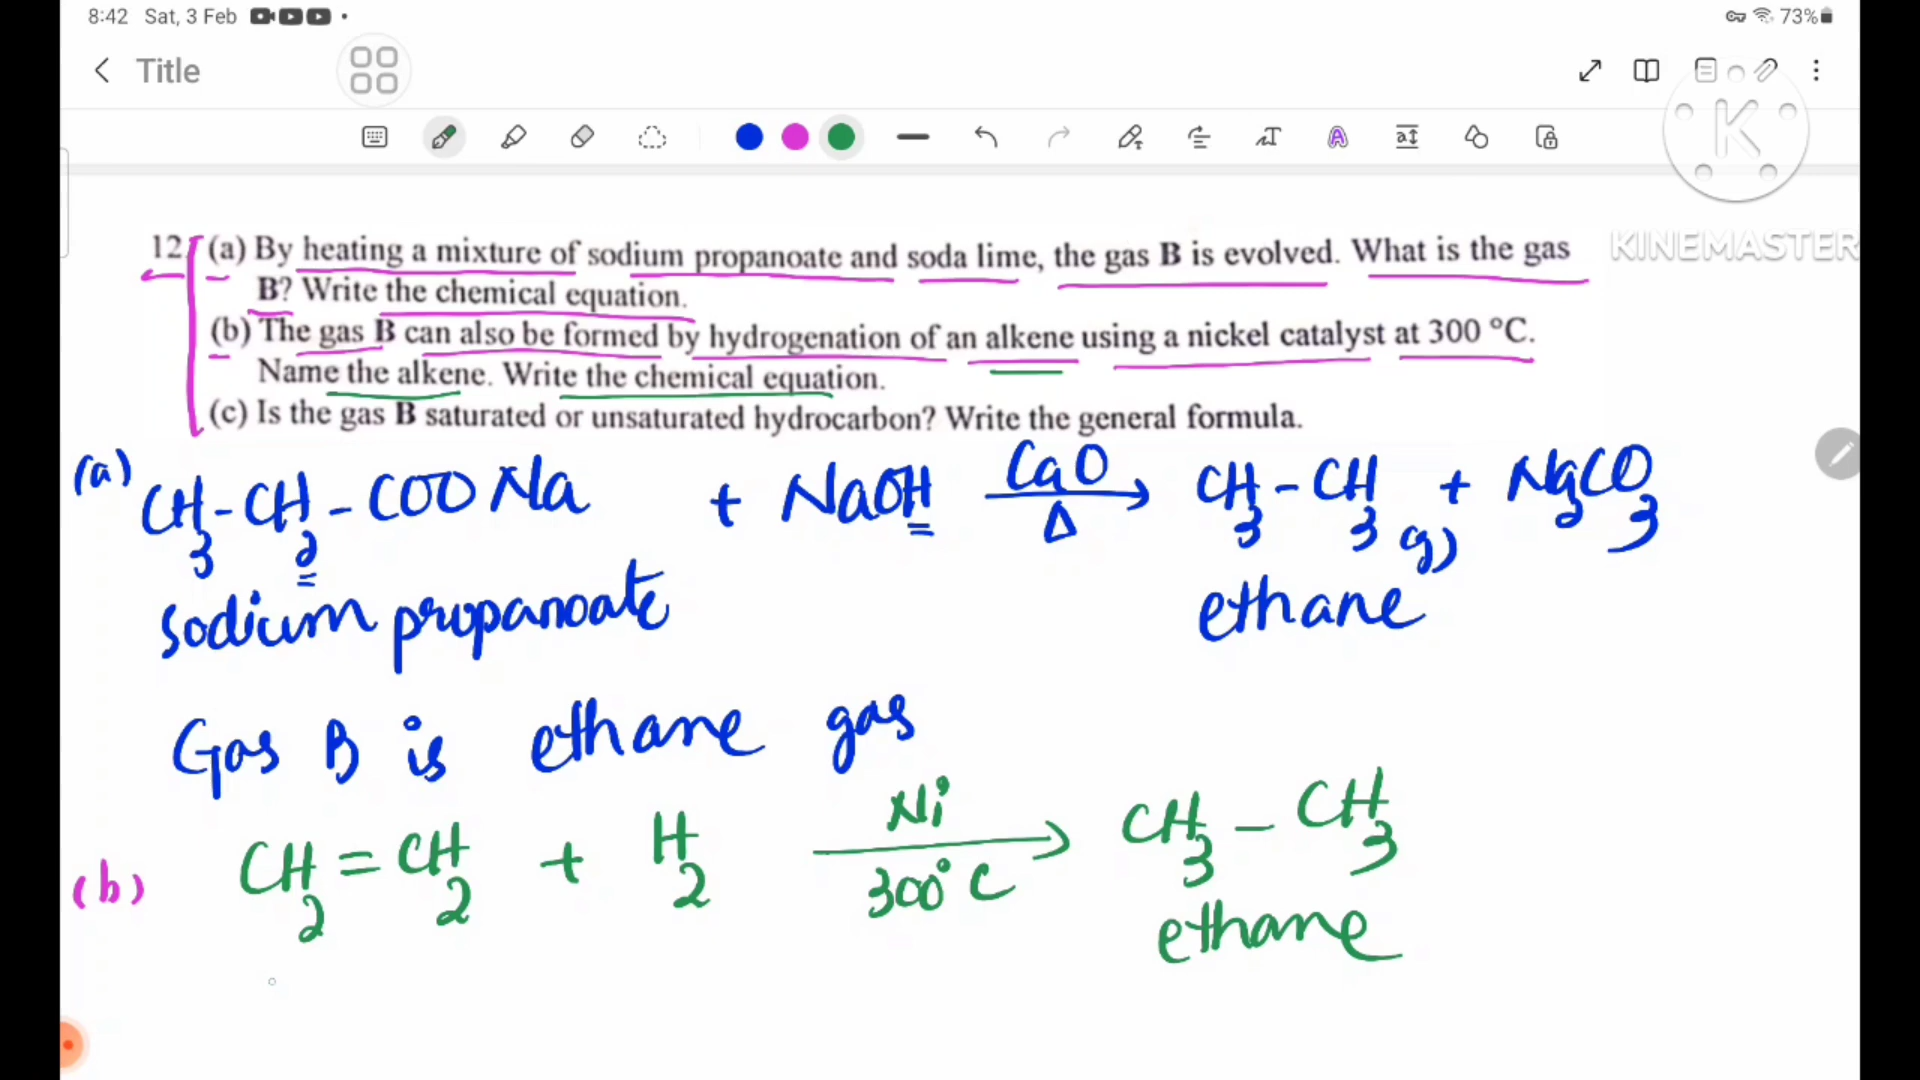 8:42 Sat, 3 Feb 73%
Title
K
KINEMASTER
12. (a) By heating a mixture of sodium propanoate and soda lime, the gas B is evolved. What is the gas
B? Write the chemical equation.
(b) The gas B can also be formed by hydrogenation of an alkene using a nickel catalyst at 300 °C.
Name the alkene. Write the chemical equation.
(c) Is the gas B saturated or unsaturated hydrocarbon? Write the general formula.
(a) CH₃-CH₂-COONa + NaOH CaO → Δ CH₃-CH₃ (g) + Na₂CO₃
sodium propanoate ethane
Gas B is ethane gas
(b) CH₂=CH₂ + H₂ Ni → 300°C CH₃-CH₃
ethane